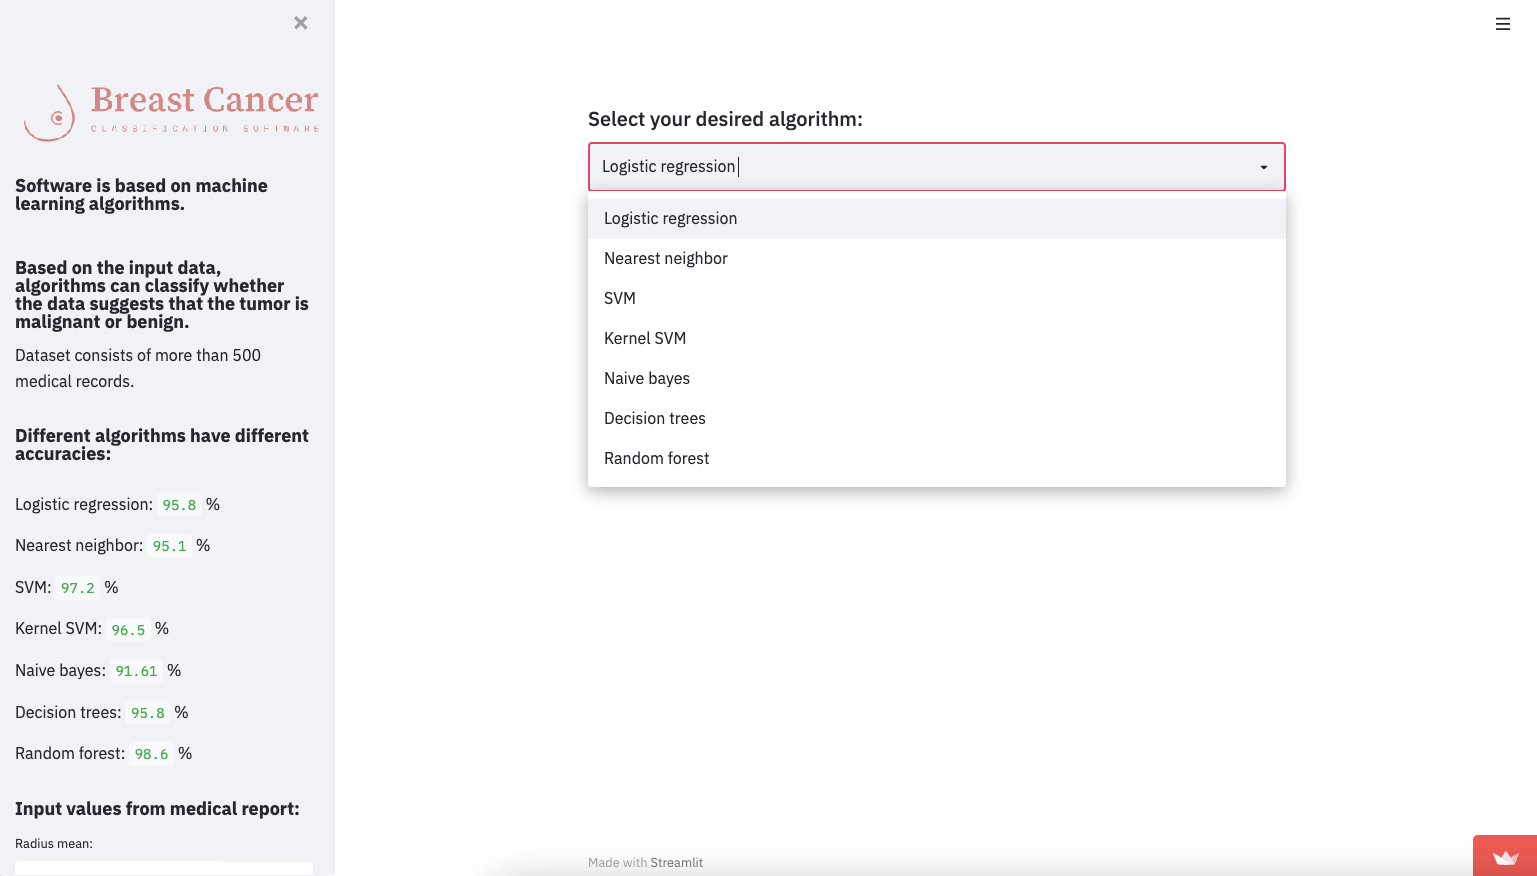 Breast Cancer
CLASSIFICATION SOFTWARE
Software is based on machine
learning algorithms.
Based on the input data,
algorithms can classify whether
the data suggests that the tumor is
malignant or benign.
Dataset consists of more than 500
medical records.
Different algorithms have different
accuracies:
Logistic regression: 95.8 %
Nearest neighbor: 95.1 %
SVM: 97.2 %
Kernel SVM: 96.5 %
Naive bayes: 91.61 %
Decision trees: 95.8 %
Random forest: 98.6 %
Input values from medical report:
Radius mean:
Select your desired algorithm:
Logistic regression
Logistic regression
Nearest neighbor
SVM
Kernel SVM
Naive bayes
Decision trees
Random forest
Made with Streamlit